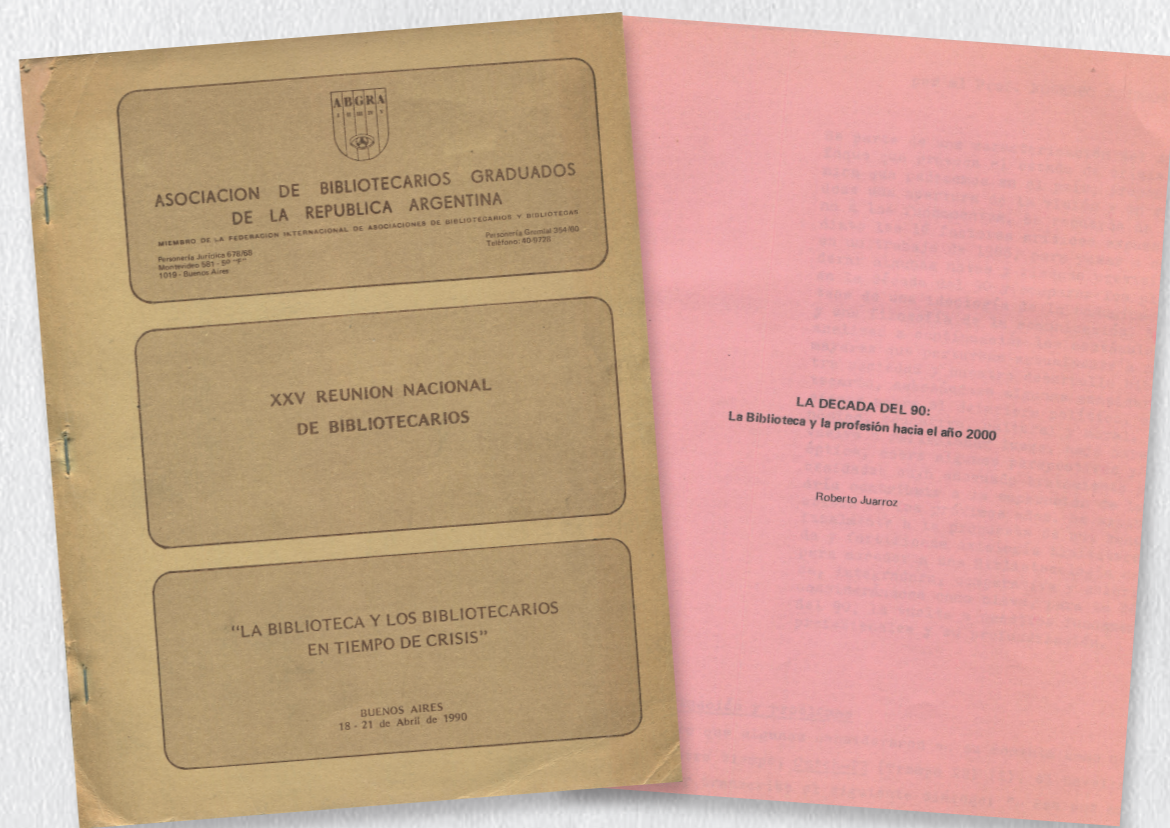 ABGRA
ASOCIACION DE BIBLIOTECARIOS GRADUADOS
DE LA REPUBLICA ARGENTINA
MIEMBRO DE LA FEDERACION INTERNACIONAL DE ASOCIACIONES DE BIBLIOTECARIOS Y BIBLIOTECAS
Personería Jurídica 678/68
Montevideo 581 - 8º "F"
1019 - Buenos Aires
Personería Gremial 354/60
Teléfono: 40-9728
XXV REUNION NACIONAL
DE BIBLIOTECARIOS
"LA BIBLIOTECA Y LOS BIBLIOTECARIOS
EN TIEMPO DE CRISIS"
BUENOS AIRES
18 - 21 de Abril de 1990
LA DECADA DEL 90:
La Biblioteca y la profesión hacia el año 2000
Roberto Juarroz